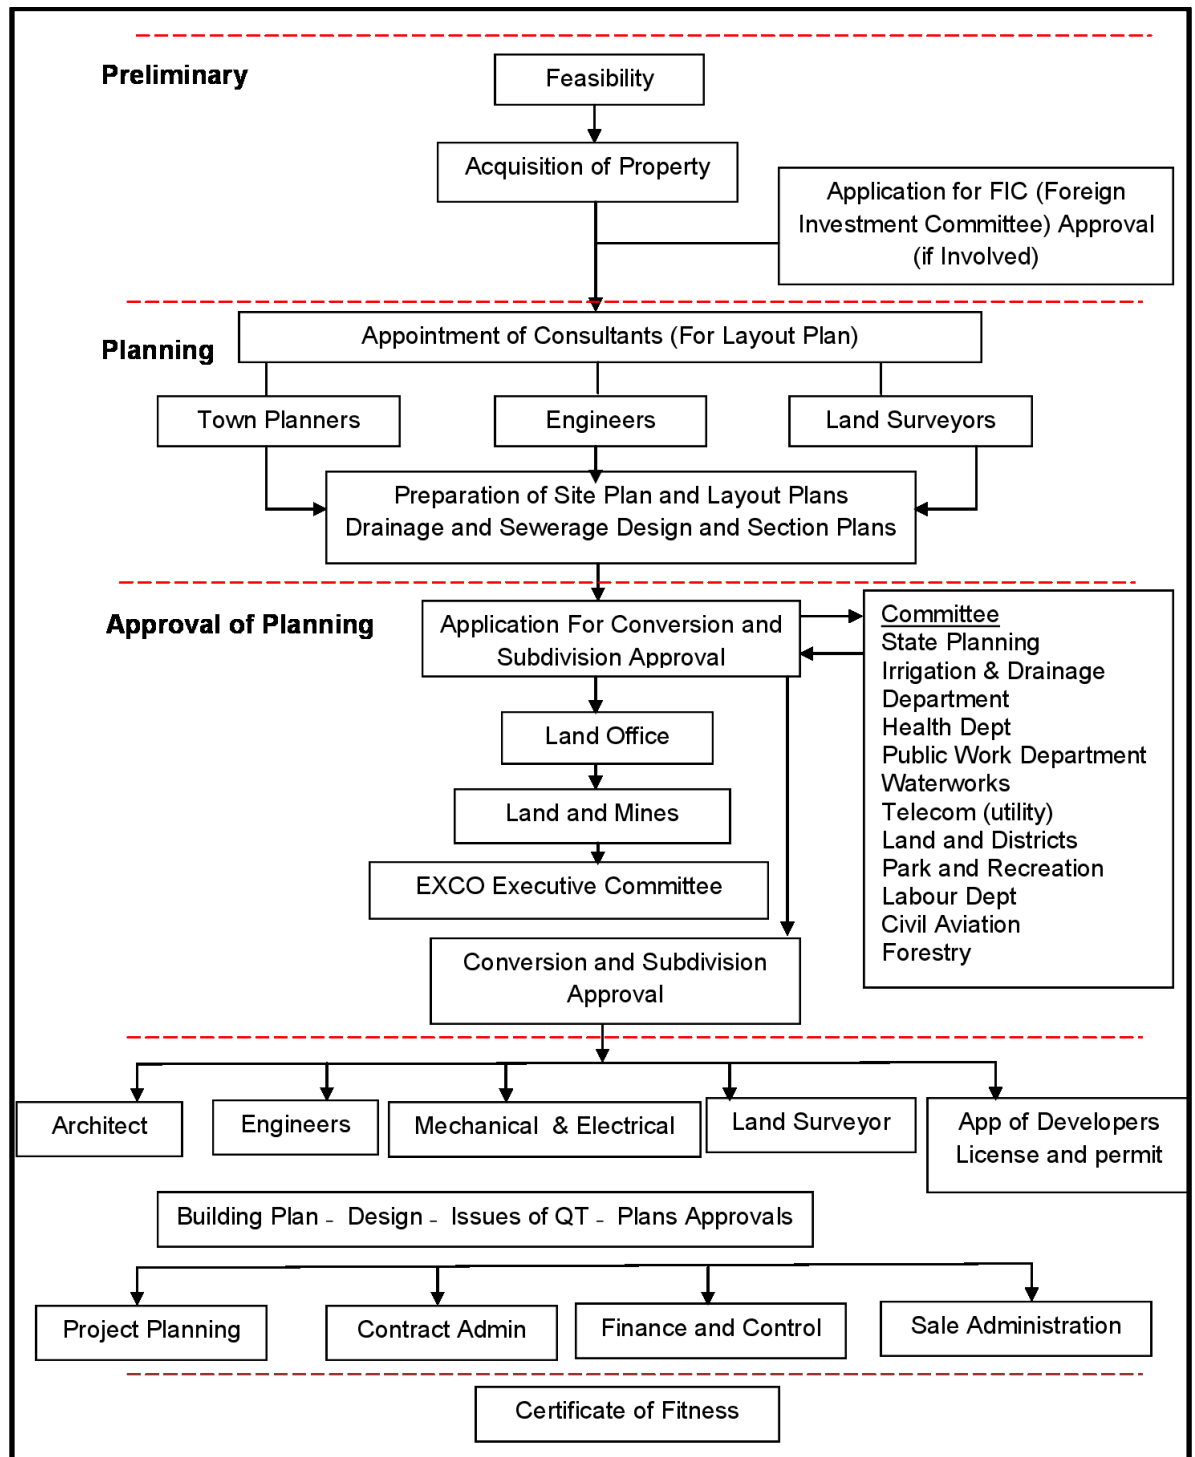 Preliminary
Feasibility
Acquisition of Property
Application for FIC (Foreign
Investment Committee) Approval
(if Involved)
Planning
Appointment of Consultants (For Layout Plan)
Town Planners
Engineers
Land Surveyors
Preparation of Site Plan and Layout Plans
Drainage and Sewerage Design and Section Plans
Approval of Planning
Application For Conversion and
Subdivision Approval
Committee
State Planning
Irrigation & Drainage
Department
Health Dept
Public Work Department
Waterworks
Telecom (utility)
Land and Districts
Park and Recreation
Labour Dept
Civil Aviation
Forestry
Land Office
Land and Mines
EXCO Executive Committee
Conversion and Subdivision
Approval
Architect
Engineers
Mechanical & Electrical
Land Surveyor
App of Developers
License and permit
Building Plan - Design - Issues of QT - Plans Approvals
Project Planning
Contract Admin
Finance and Control
Sale Administration
Certificate of Fitness